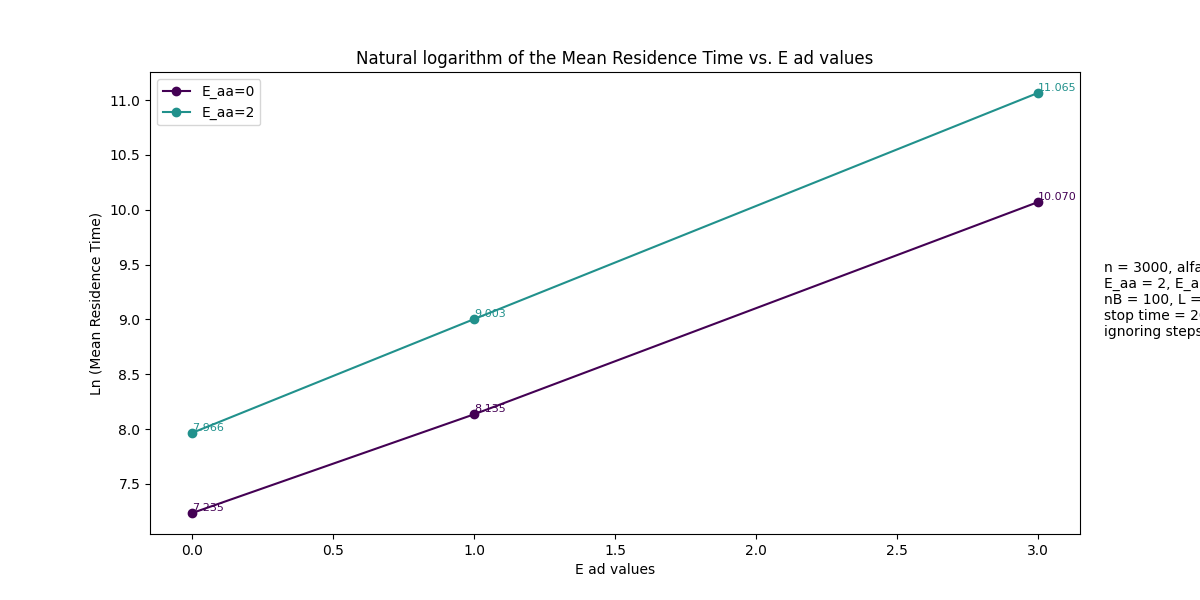 Natural logarithm of the Mean Residence Time vs. E ad values
E_aa=0
E_aa=2
Ln (Mean Residence Time)
11.0
10.5
10.0
9.5
9.0
8.5
8.0
7.5
11.065
10.070
9.003
8.135
7.966
7.235
0.0
0.5
1.0
1.5
2.0
2.5
3.0
E ad values
n = 3000, alfa
E_aa = 2, E_a
nB = 100, L =
stop time = 2
ignoring steps